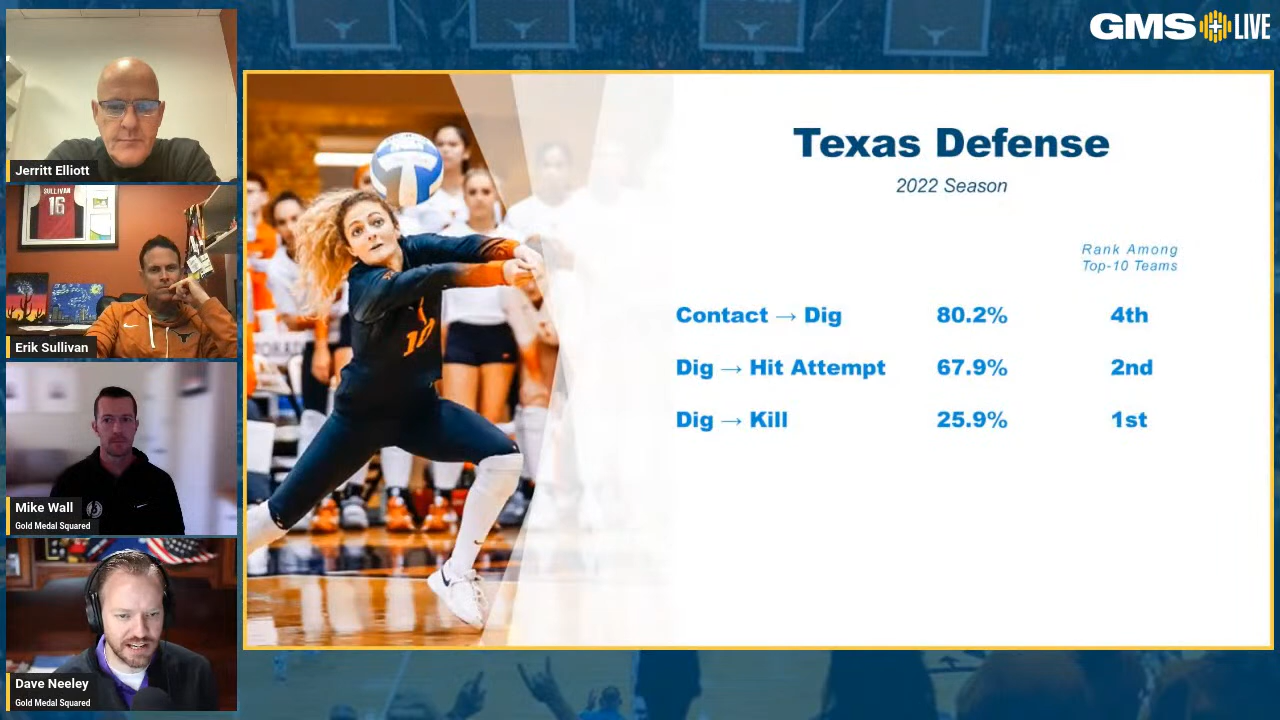 GMS LIVE
Jerritt Elliott
SULLIVAN
16
Erik Sullivan
Mike Wall
Gold Medal Squared
Dave Neeley
Gold Medal Squared
Texas Defense
2022 Season
Rank Among
Top-10 Teams
Contact → Dig 80.2% 4th
Dig → Hit Attempt 67.9% 2nd
Dig → Kill 25.9% 1st
10